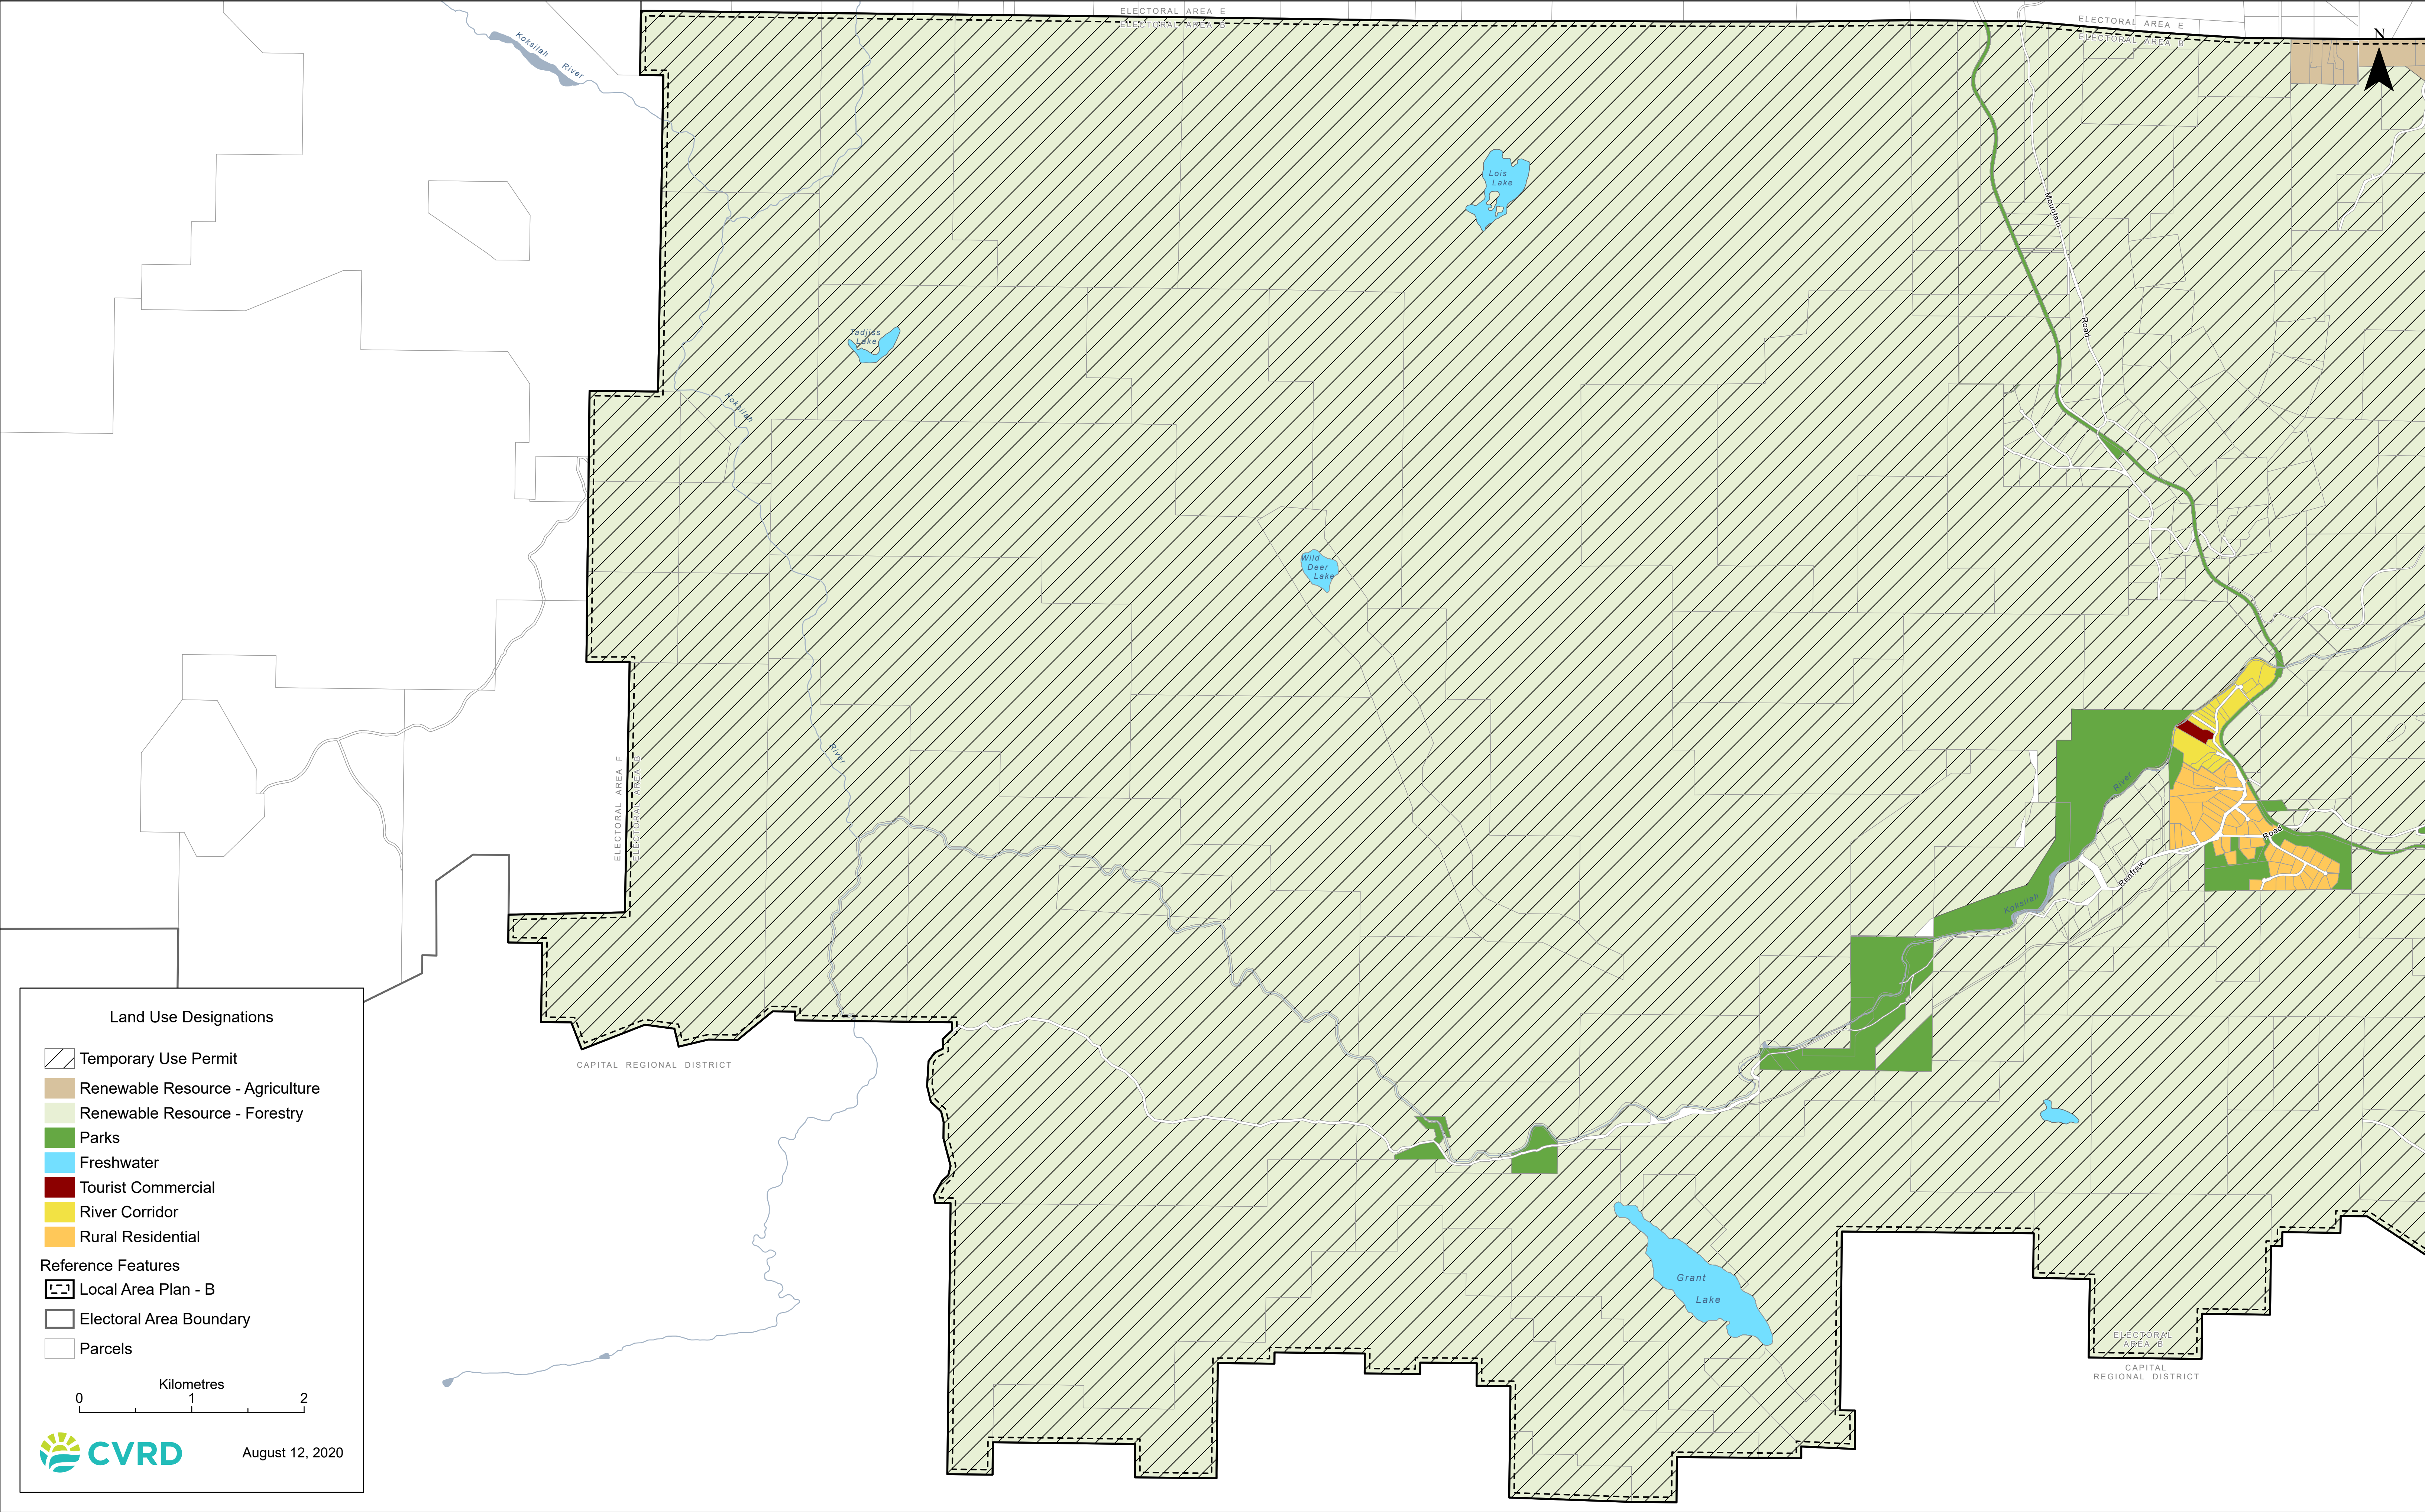 ELECTORAL AREA E
ELECTORAL AREA B
ELECTORAL AREA E
ELECTORAL AREA B
N
Koksilah
River
Lois
Lake
Mountain
Road
Tadjiss
Lake
Koksilah
Wild
Deer
Lake
River
ELECTORAL AREA F
ELECTORAL AREA B
River
Road
Renfrew
Koksilah
CAPITAL REGIONAL DISTRICT
Grant
Lake
ELECTORAL
AREA B
CAPITAL
REGIONAL DISTRICT
Land Use Designations
Temporary Use Permit
Renewable Resource - Agriculture
Renewable Resource - Forestry
Parks
Freshwater
Tourist Commercial
River Corridor
Rural Residential
Reference Features
Local Area Plan - B
Electoral Area Boundary
Parcels
Kilometres
0 1 2
CVRD
August 12, 2020